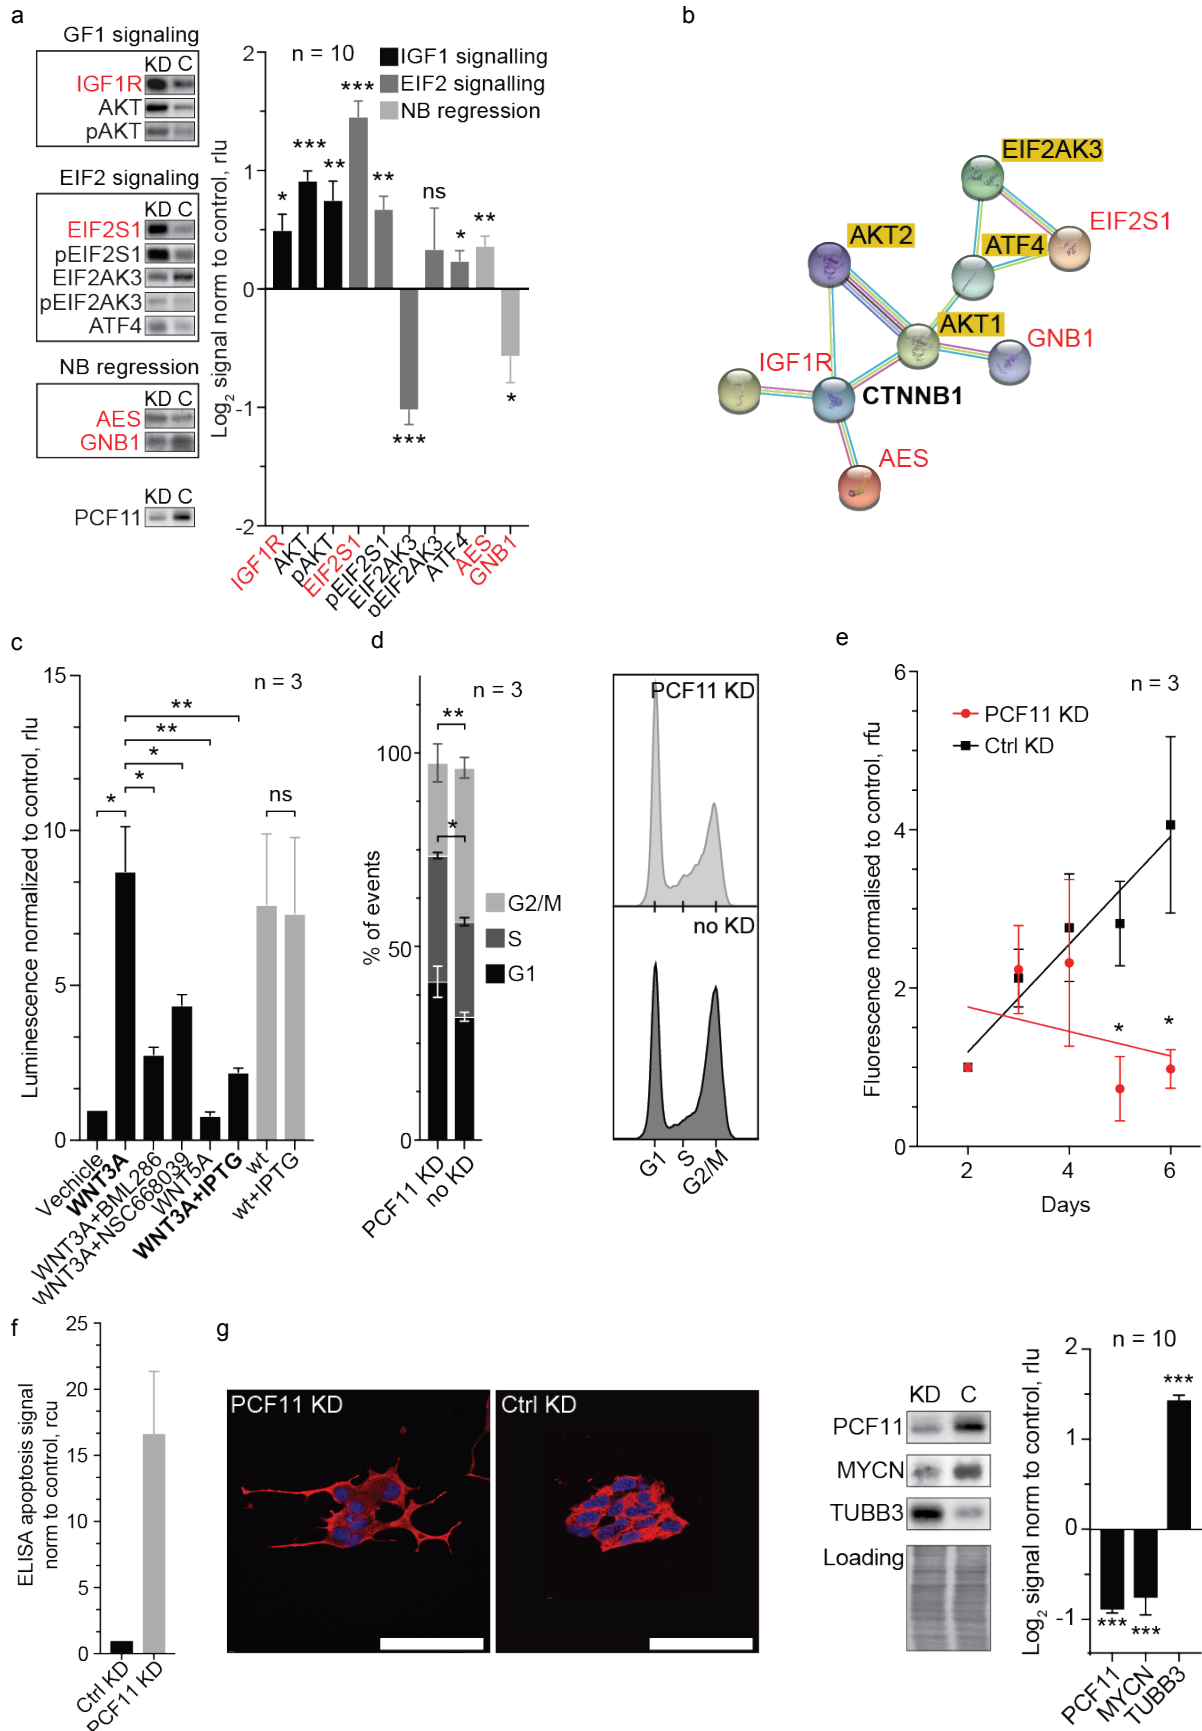 a
GF1 signaling
KD C
IGF1R
AKT
pAKT
EIF2 signaling
KD C
EIF2S1
pEIF2S1
EIF2AK3
pEIF2AK3
ATF4
NB regression
KD C
AES
GNB1
KD C
PCF11
Log2 signal norm to control, rlu
2
1
0
-1
-2
n = 10
IGF1 signalling
EIF2 signalling
NB regression
*
***
**
***
**
***
ns
*
**
*
IGF1R
AKT
pAKT
EIF2S1
pEIF2S1
EIF2AK3
pEIF2AK3
ATF4
AES
GNB1
b
EIF2AK3
EIF2S1
AKT2
ATF4
AKT1
GNB1
IGF1R
CTNNB1
AES
c
Luminescence normalized to control, rlu
15
10
5
0
n = 3
**
**
*
*
*
ns
Vechicle
WNT3A
WNT3A+BML286
WNT3A+NSC668039
WNT5A
WNT3A+IPTG
wt
wt+IPTG
d
% of events
100
50
0
n = 3
**
*
G2/M
S
G1
PCF11 KD
no KD
PCF11 KD
no KD
G1
S
G2/M
e
Fluorescence normalised to control, rfu
6
4
2
0
n = 3
PCF11 KD
Ctrl KD
*
*
2
4
6
Days
f
ELISA apoptosis signal
norm to control, rcu
25
20
15
10
5
0
Ctrl KD
PCF11 KD
g
PCF11 KD
Ctrl KD
KD C
PCF11
MYCN
TUBB3
Loading
Log2 signal norm to control, rlu
2
1
0
-1
n = 10
***
***
***
PCF11
MYCN
TUBB3